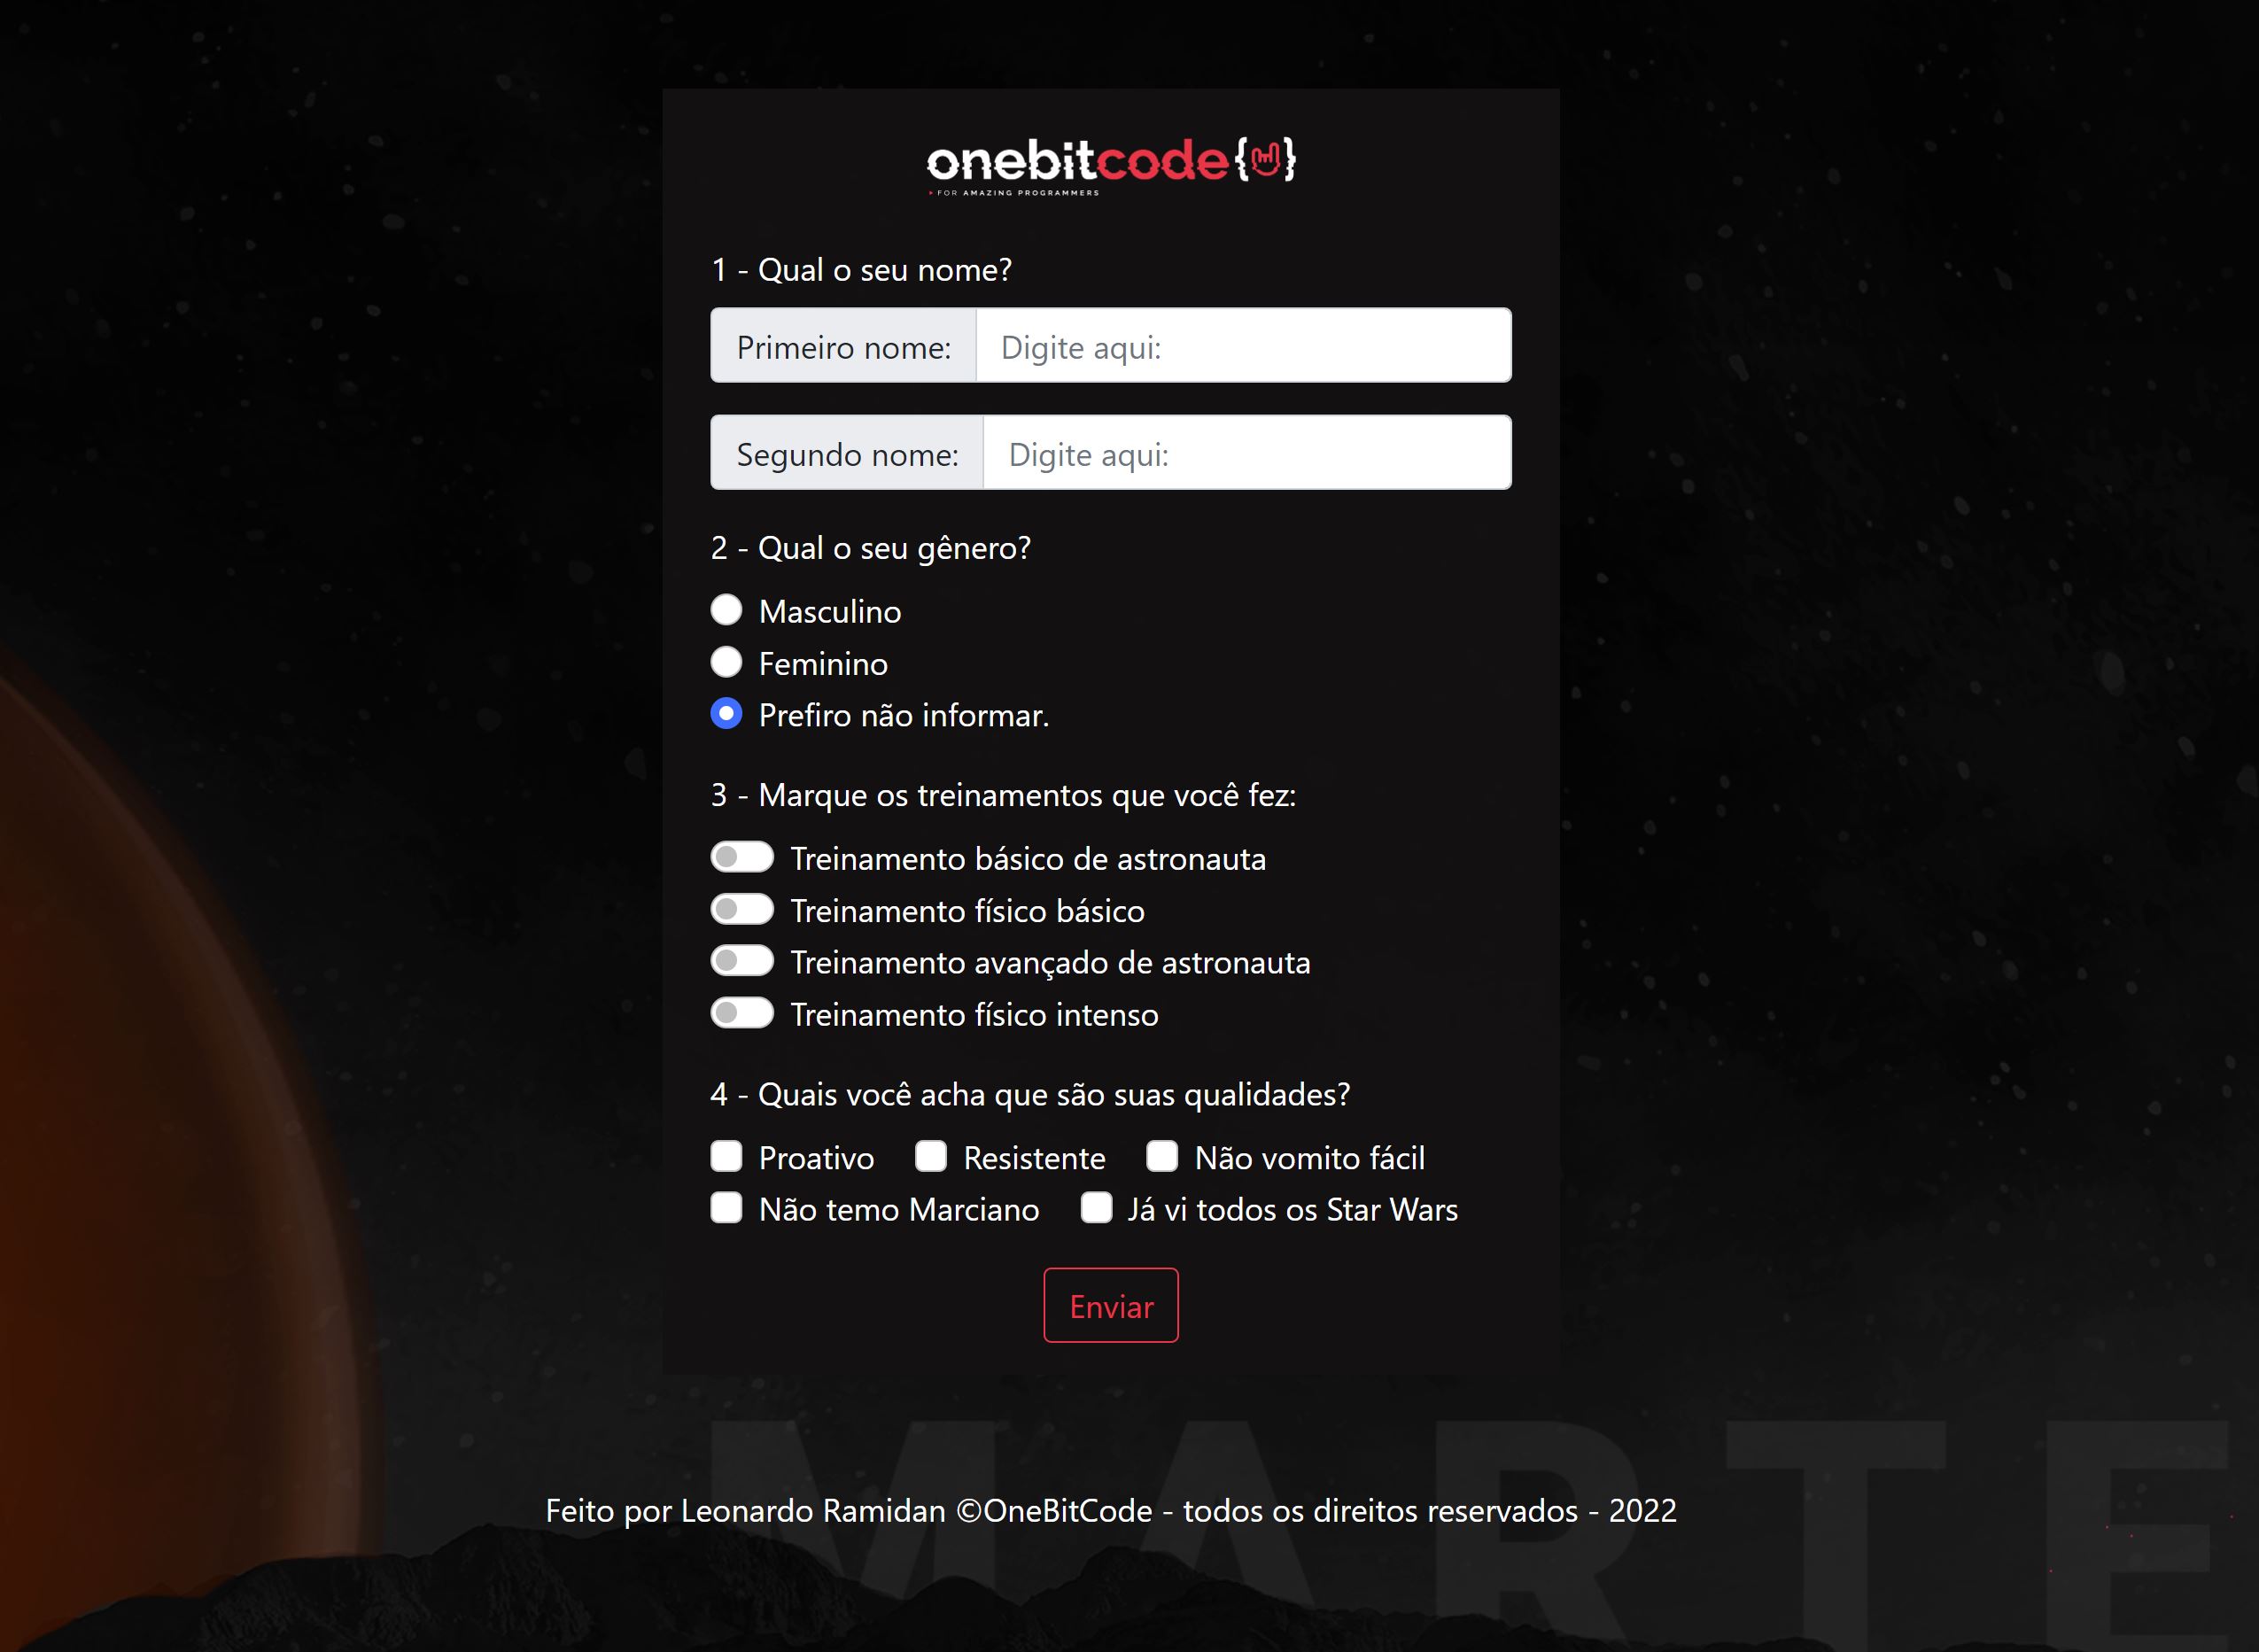 onebitcode{}
FOR AMAZING PROGRAMMERS
1 - Qual o seu nome?
Primeiro nome: Digite aqui:
Segundo nome: Digite aqui:
2 - Qual o seu gênero?
Masculino
Feminino
Prefiro não informar.
3 - Marque os treinamentos que você fez:
Treinamento básico de astronauta
Treinamento físico básico
Treinamento avançado de astronauta
Treinamento físico intenso
4 - Quais você acha que são suas qualidades?
Proativo Resistente Não vomito fácil
Não temo Marciano Já vi todos os Star Wars
Enviar
MARTE
Feito por Leonardo Ramidan ©OneBitCode - todos os direitos reservados - 2022